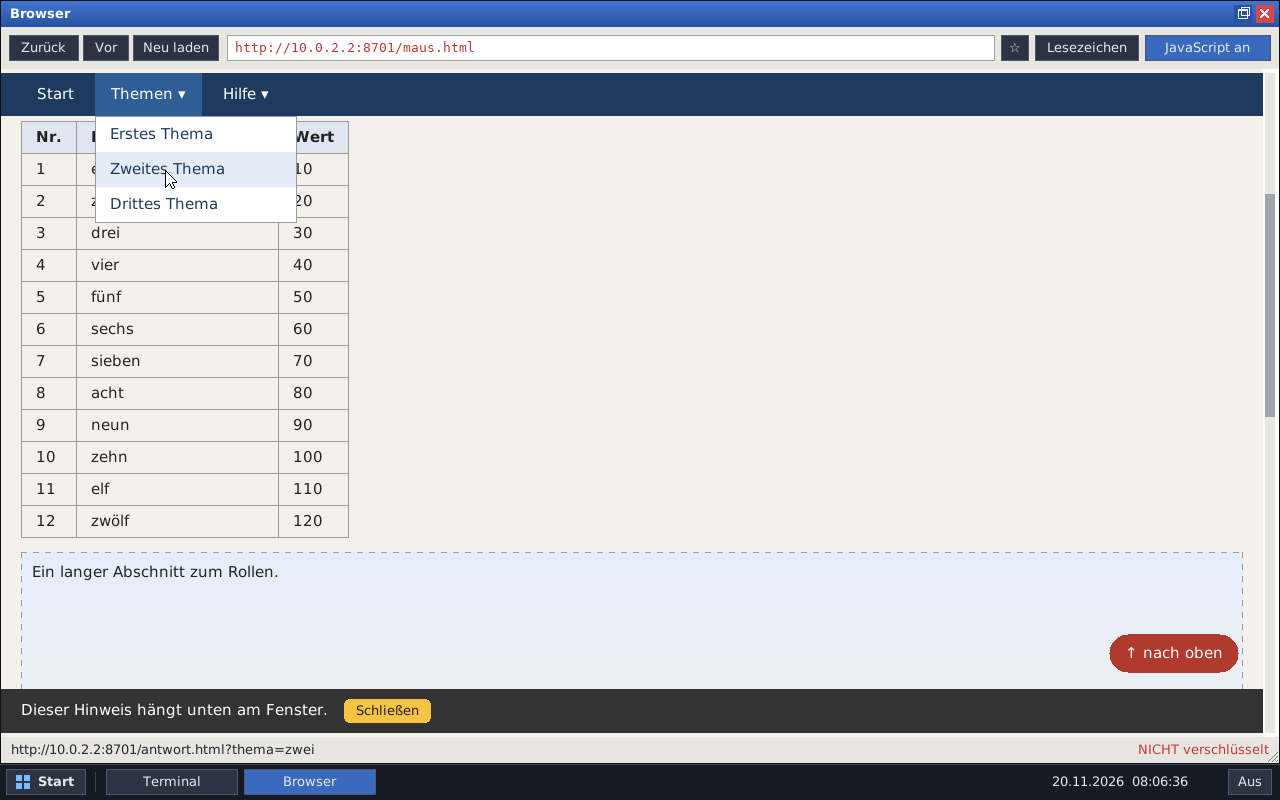 Browser
Zurück Vor Neu laden http://10.0.2.2:8701/maus.html ☆ Lesezeichen JavaScript an
Start Themen ▾ Hilfe ▾
Erstes Thema
Zweites Thema
Drittes Thema
Nr. Wert
1 10
2 20
3 drei 30
4 vier 40
5 fünf 50
6 sechs 60
7 sieben 70
8 acht 80
9 neun 90
10 zehn 100
11 elf 110
12 zwölf 120
Ein langer Abschnitt zum Rollen.
↑ nach oben
Dieser Hinweis hängt unten am Fenster. Schließen
http://10.0.2.2:8701/antwort.html?thema=zwei NICHT verschlüsselt
Start Terminal Browser 20.11.2026 08:06:36 Aus